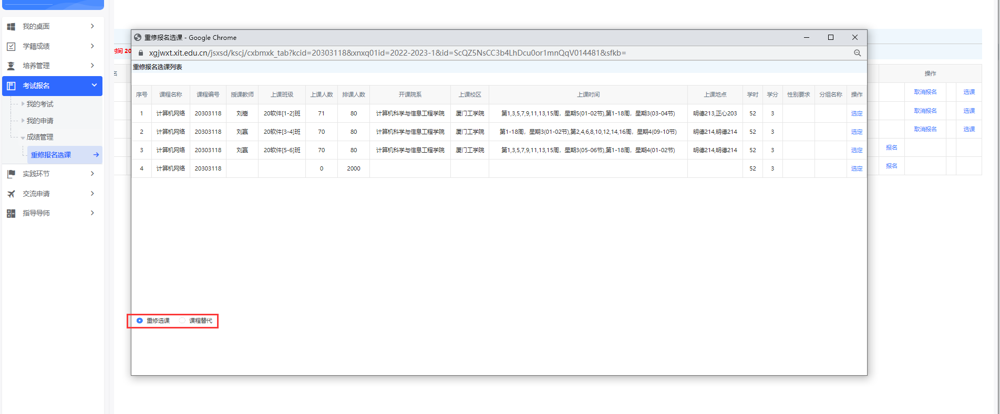 我的桌面
学籍成绩
培养管理
考试报名
我的考试
我的申请
成绩管理
重修报名选课
实践环节
交流申请
指导导师
时间 20
名
操作
取消报名 选课
取消报名 选课
取消报名 选课
报名
报名
重修报名选课 - Google Chrome
xgjwxt.xit.edu.cn/jsxsd/kscj/cxbmxk_tab?kcid=20303118&xnxq01id=2022-2023-1&id=ScQZ5NsCC3b4LhDcu0or1mnQqV014481&sfkb=
重修报名选课列表
序号 课程名称 课程编号 授课教师 上课班级 上课人数 排课人数 开课院系 上课校区 上课时间 上课地点 学时 学分 性别要求 分组名称 操作
1 计算机网络 20303118 刘嵩 20软件[1-2]班 71 80 计算机科学与信息工程学院 厦门工学院 第1,3,5,7,9,11,13,15周，星期5(01-02节),第1-18周，星期3(03-04节) 明德213,正心203 52 3 选定
2 计算机网络 20303118 刘嘉 20软件[3-4]班 70 80 计算机科学与信息工程学院 厦门工学院 第1-18周，星期3(01-02节),第2,4,6,8,10,12,14,16周，星期4(09-10节) 明德214,明德214 52 3 选定
3 计算机网络 20303118 刘嘉 20软件[5-6]班 70 80 计算机科学与信息工程学院 厦门工学院 第1,3,5,7,9,11,13,15周，星期3(05-06节),第1-18周，星期4(01-02节) 明德214,明德214 52 3 选定
4 计算机网络 20303118 0 2000 52 3 选定
重修选课 课程替代